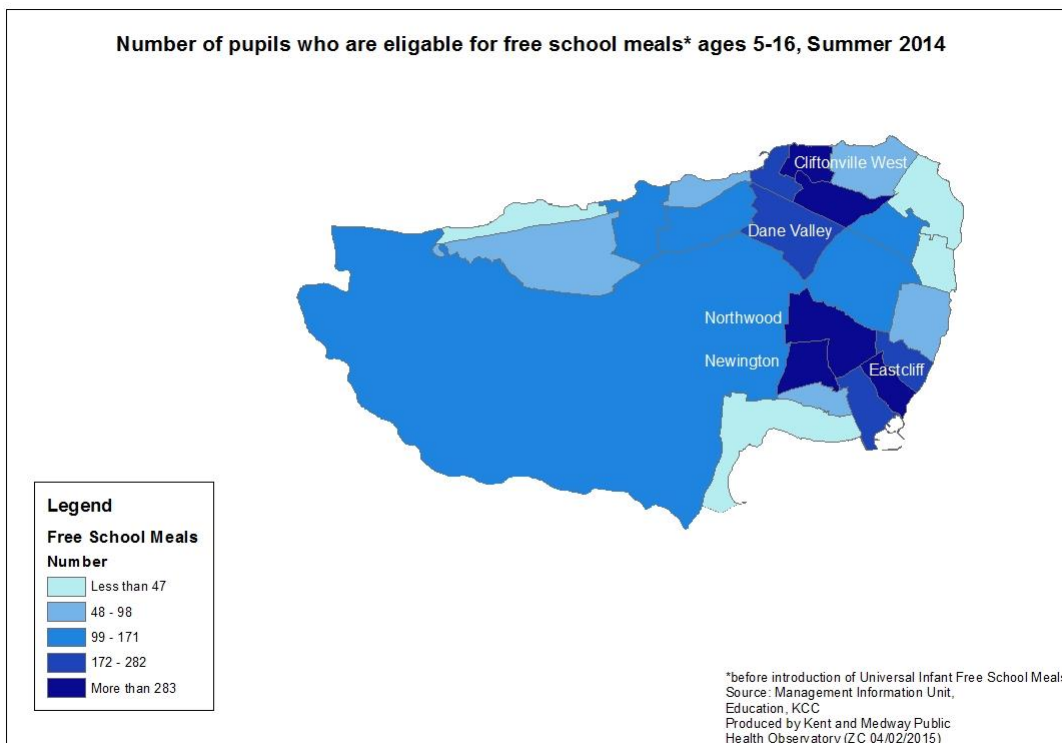 Number of pupils who are eligable for free school meals* ages 5-16, Summer 2014
Cliftonville West
Dane Valley
Northwood
Newington
Eastcliff
Legend
Free School Meals
Number
Less than 47
48 - 98
99 - 171
172 - 282
More than 283
*before introduction of Universal Infant Free School Meals
Source: Management Information Unit,
Education, KCC
Produced by Kent and Medway Public
Health Observatory (ZC 04/02/2015)